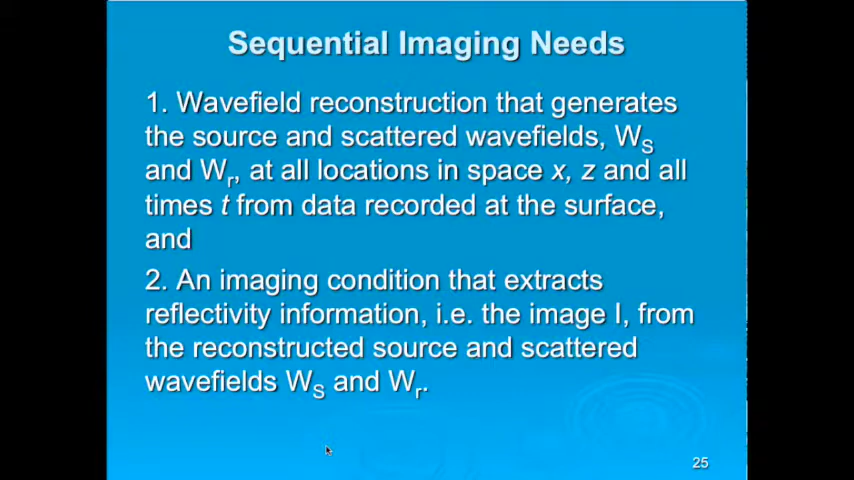 Sequential Imaging Needs
1. Wavefield reconstruction that generates
the source and scattered wavefields, WS
and Wr, at all locations in space x, z and all
times t from data recorded at the surface,
and
2. An imaging condition that extracts
reflectivity information, i.e. the image I, from
the reconstructed source and scattered
wavefields WS and Wr.
25